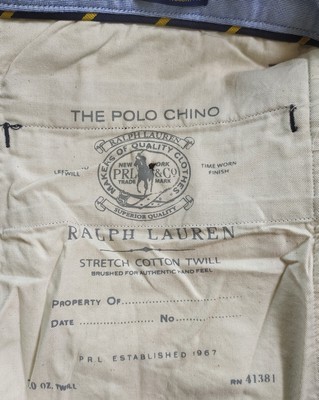 THE POLO CHINO
RALPH LAUREN
MAKERS OF QUALITY CLOTHES
NEW YORK
PRL & Co
TRADE MARK
SUPERIOR QUALITY
TIME WORN
FINISH
RALPH LAUREN
STRETCH COTTON TWILL
BRUSHED FOR AUTHENTIC HAND FEEL
PROPERTY OF
DATE No
P.R.L ESTABLISHED 1967
OZ. TWILL
RN 41381